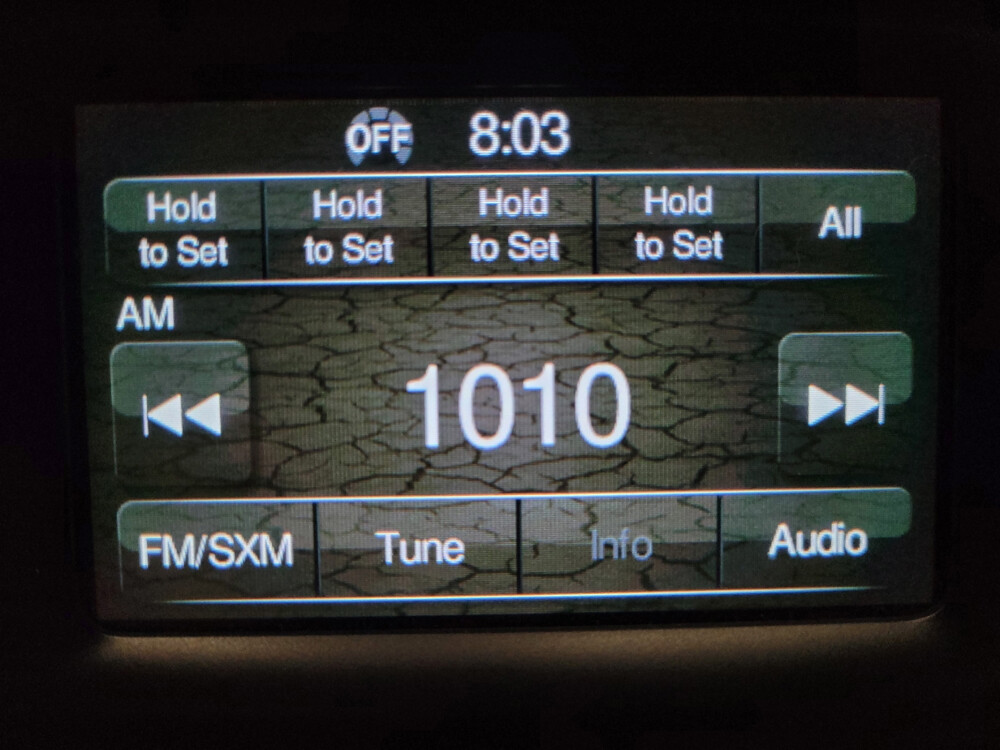 OFF 8:03
Hold Hold Hold Hold All
to Set to Set to Set to Set
AM
1010
FM/SXM Tune Info Audio